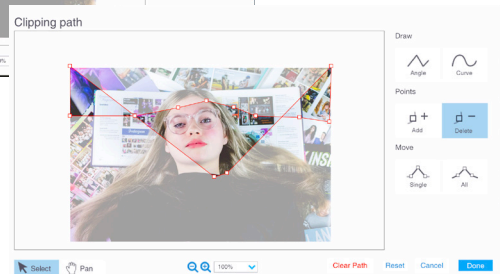 Clipping path
Draw
Angle
Curve
Points
Add
Delete
Move
Single
All
Select
Pan
100%
Clear Path
Reset
Cancel
Done